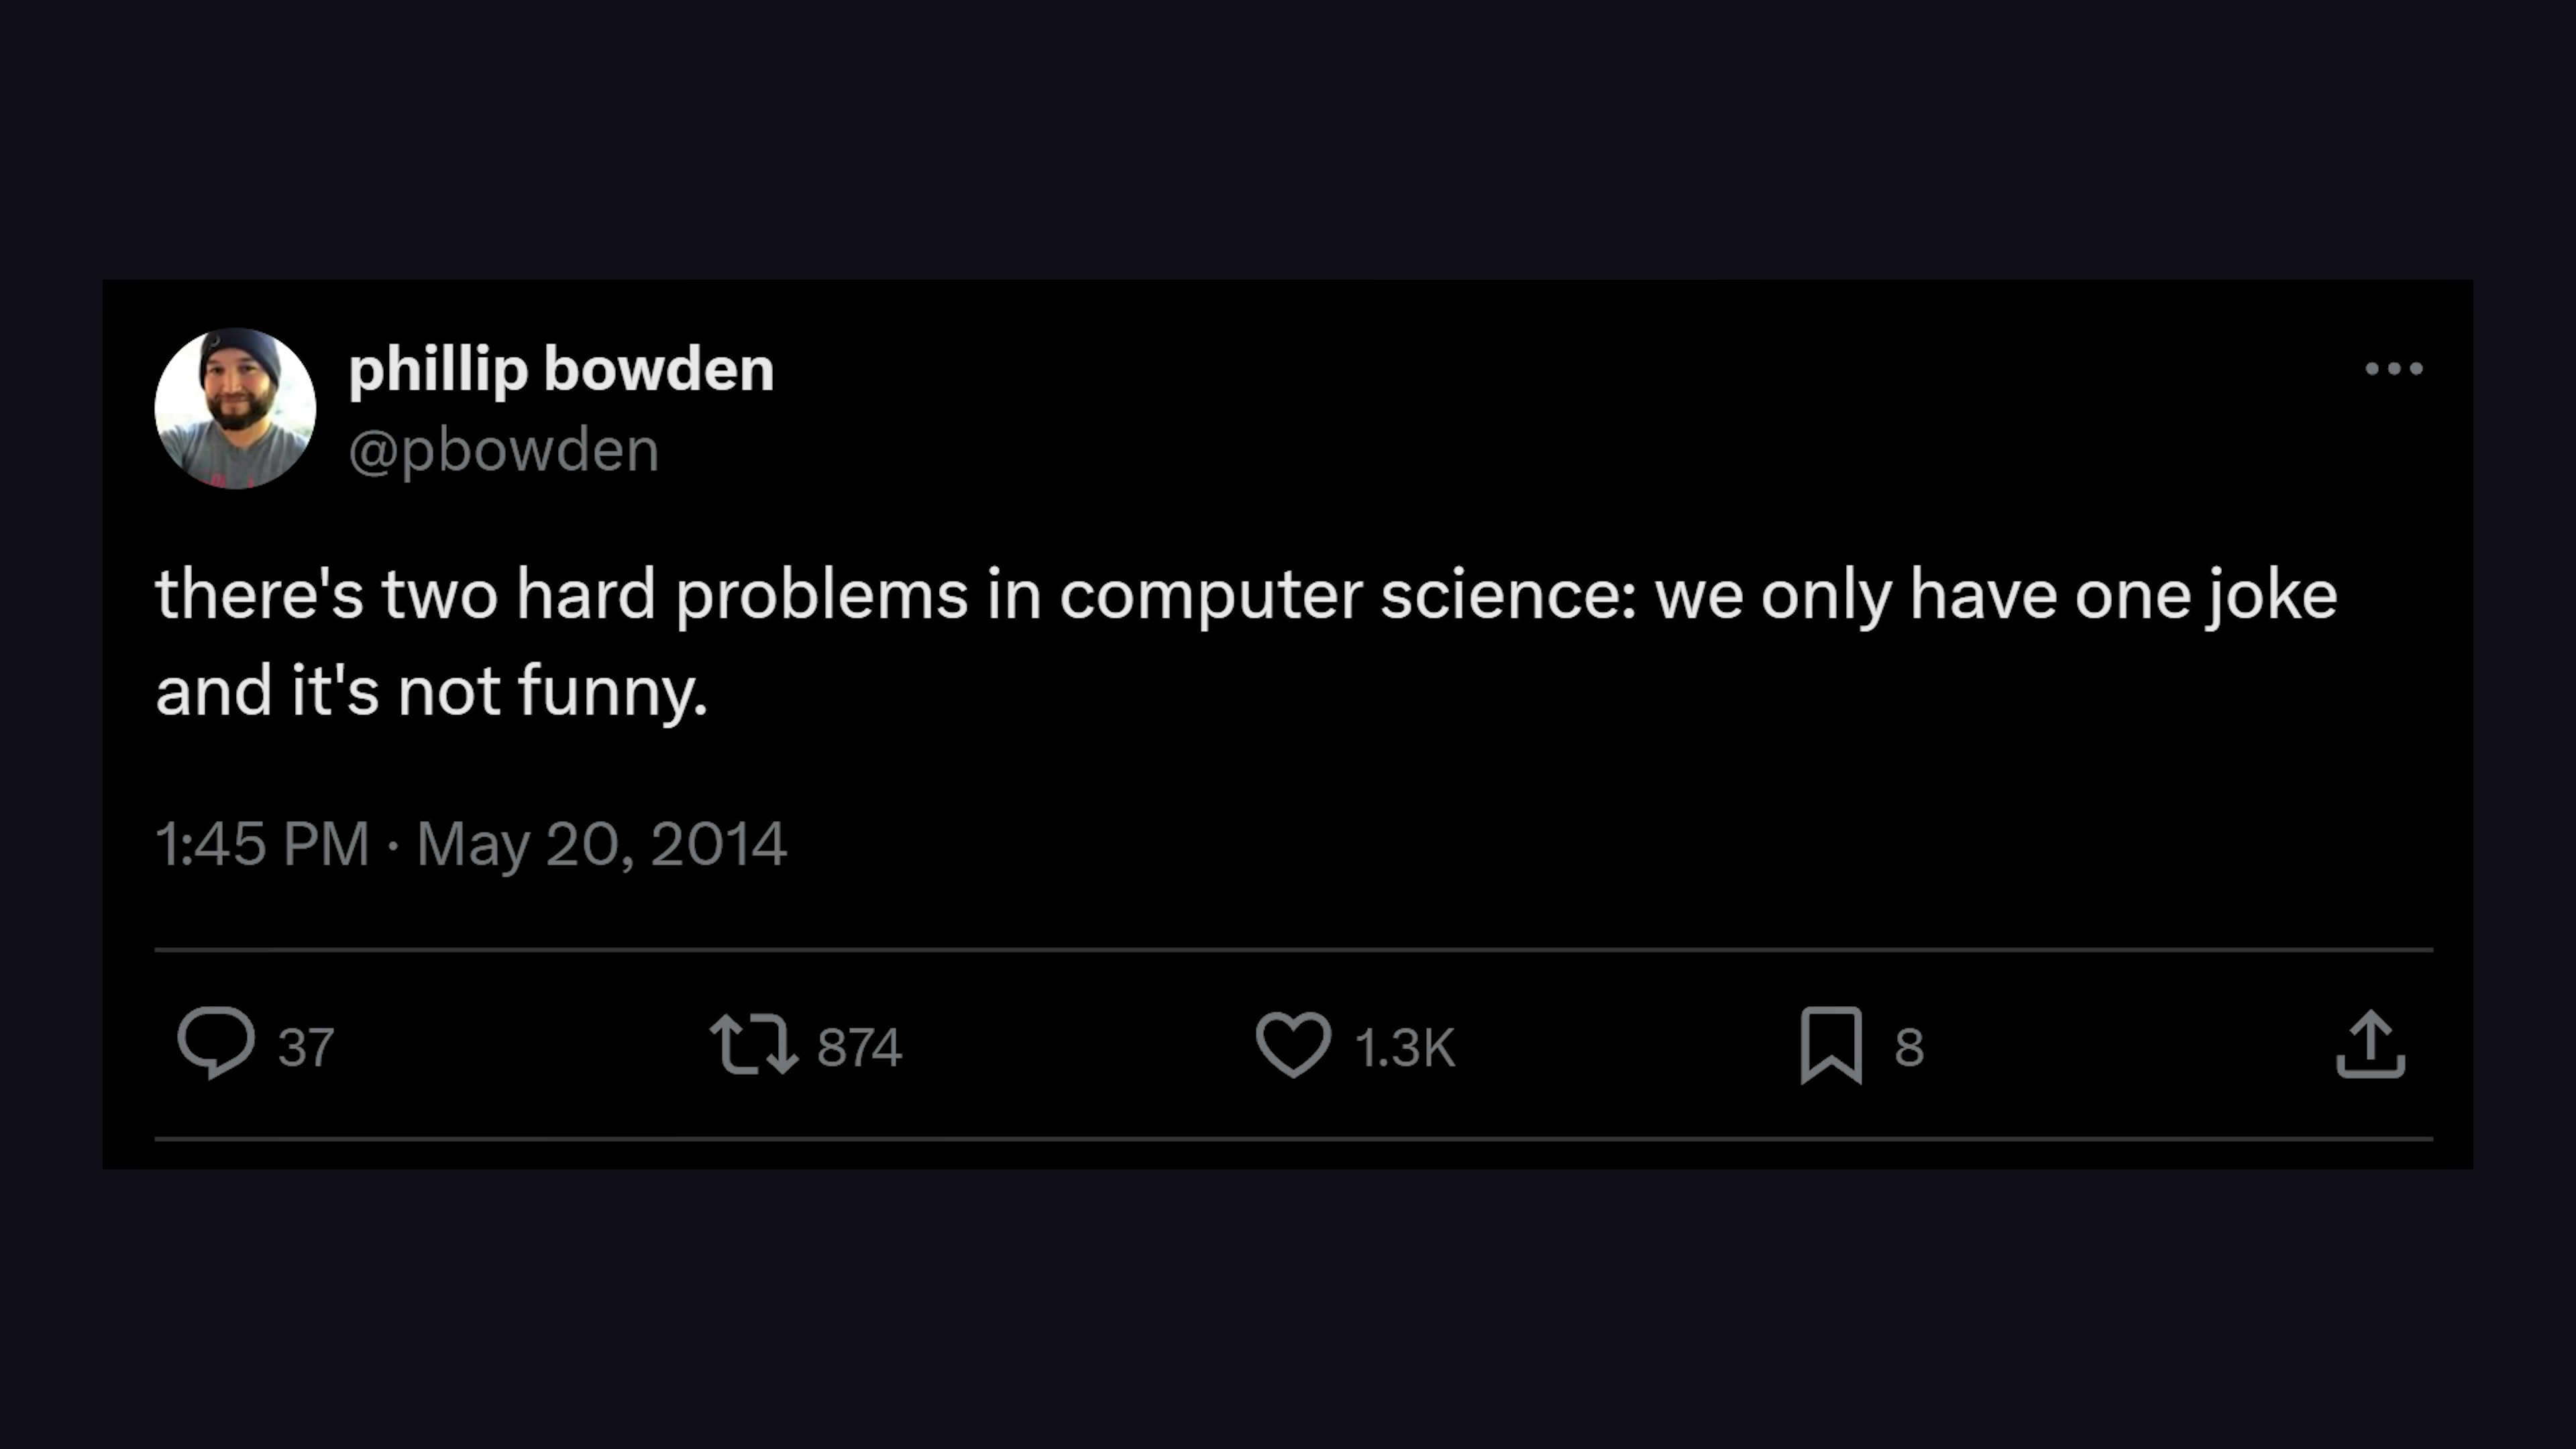 phillip bowden
@pbowden
there's two hard problems in computer science: we only have one joke
and it's not funny.
1:45 PM · May 20, 2014
37 874 1.3K 8